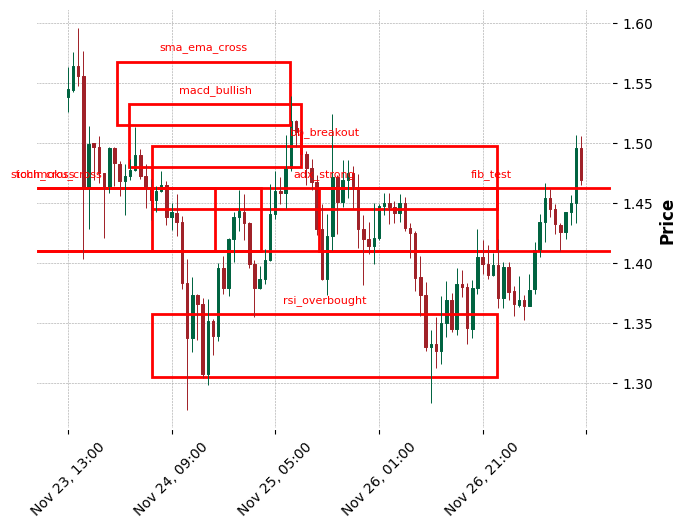 sma_ema_cross
macd_bullish
bb_breakout
adx_strong
fib_test
rsi_overbought
1.60
1.55
1.50
1.45
1.40
1.35
1.30
Price
Nov 23, 13:00
Nov 24, 09:00
Nov 25, 05:00
Nov 26, 01:00
Nov 26, 21:00